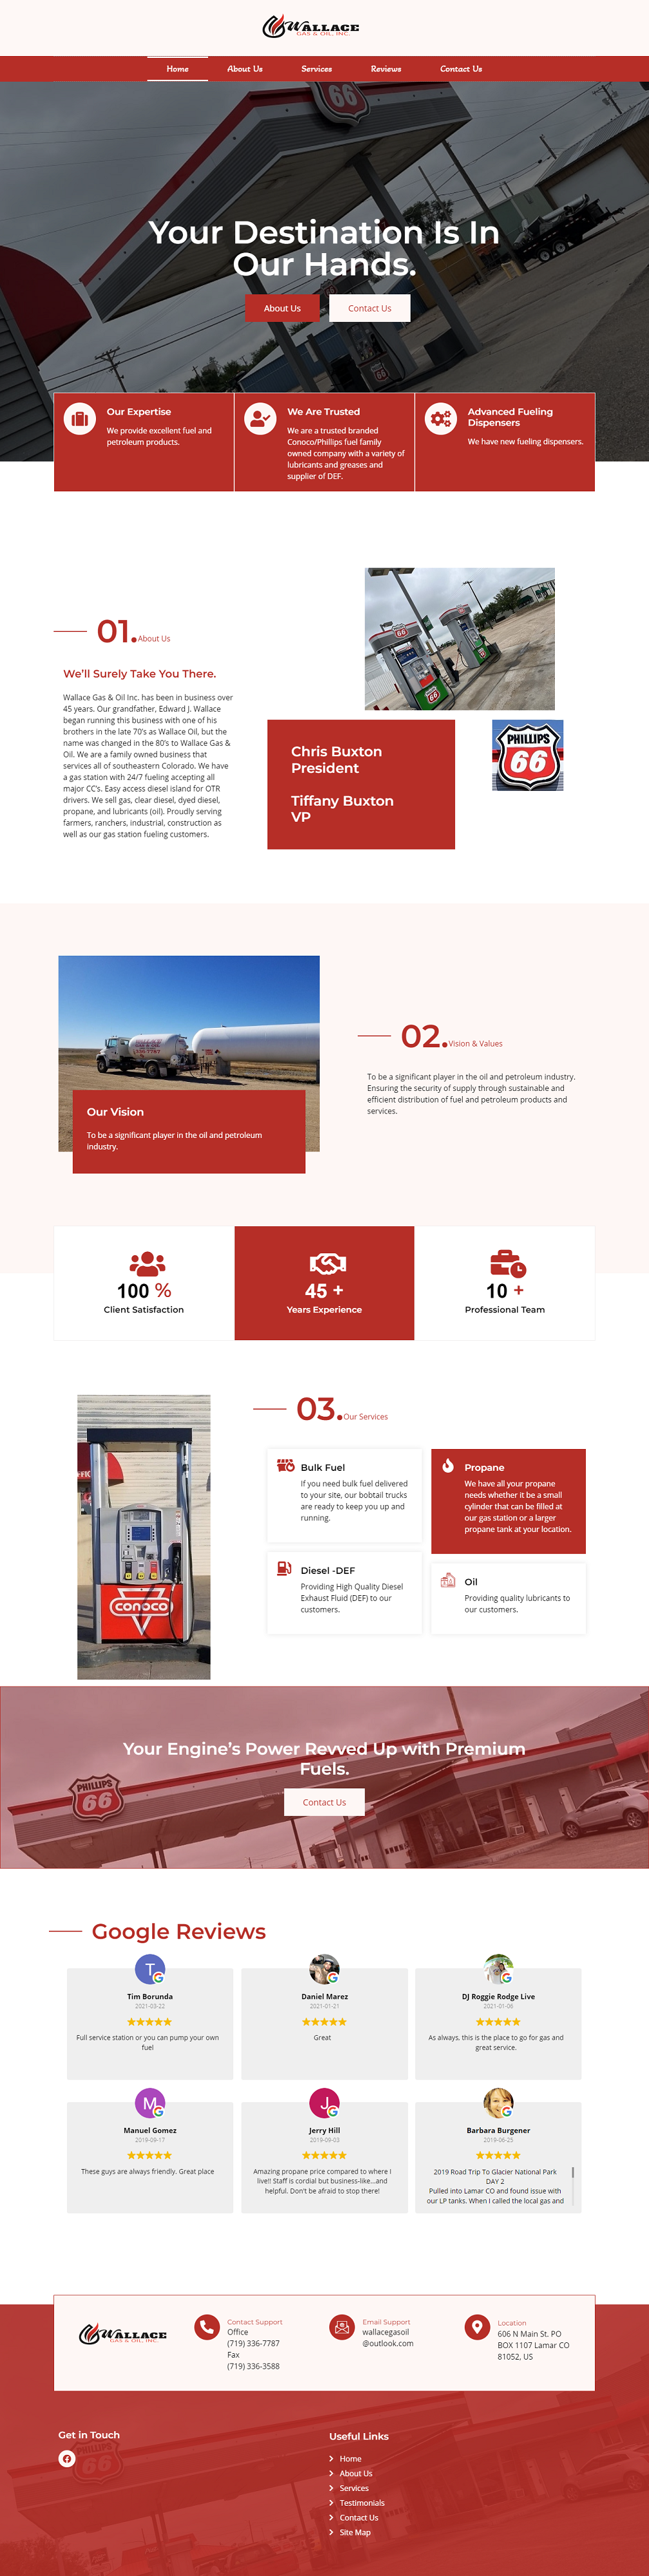 WALLACE
GAS & OIL, INC.
Home About Us Services Reviews Contact Us
66
Your Destination Is In
Our Hands.
About Us Contact Us
Our Expertise
We provide excellent fuel and
petroleum products.
We Are Trusted
We are a trusted branded
Conoco/Phillips fuel family
owned company with a variety of
lubricants and greases and
supplier of DEF.
Advanced Fueling
Dispensers
We have new fueling dispensers.
01.About Us
We'll Surely Take You There.
Wallace Gas & Oil Inc. has been in business over
45 years. Our grandfather, Edward J. Wallace
began running this business with one of his
brothers in the late 70's as Wallace Oil, but the
name was changed in the 80's to Wallace Gas &
Oil. We are a family owned business that
services all of southeastern Colorado. We have
a gas station with 24/7 fueling accepting all
major CC's. Easy access diesel island for OTR
drivers. We sell gas, clear diesel, dyed diesel,
propane, and lubricants (oil). Proudly serving
farmers, ranchers, industrial, construction as
well as our gas station fueling customers.
66
66
Chris Buxton
President
Tiffany Buxton
VP
PHILLIPS
66
Our Vision
To be a significant player in the oil and petroleum
industry.
02.Vision & Values
To be a significant player in the oil and petroleum industry.
Ensuring the security of supply through sustainable and
efficient distribution of fuel and petroleum products and
services.
100 %
Client Satisfaction
45 +
Years Experience
10 +
Professional Team
conoco
03.Our Services
Bulk Fuel
If you need bulk fuel delivered
to your site, our bobtail trucks
are ready to keep you up and
running.
Propane
We have all your propane
needs whether it be a small
cylinder that can be filled at
our gas station or a larger
propane tank at your location.
Diesel -DEF
Providing High Quality Diesel
Exhaust Fluid (DEF) to our
customers.
Oil
Providing quality lubricants to
our customers.
Your Engine's Power Revved Up with Premium
Fuels.
PHILLIPS
66
Contact Us
Google Reviews
T
Tim Borunda
2021-03-22
Full service station or you can pump your own
fuel
Daniel Marez
2021-01-21
Great
DJ Roggie Rodge Live
2021-01-06
As always, this is the place to go for gas and
great service.
M
Manuel Gomez
2019-09-17
These guys are always friendly. Great place
J
Jerry Hill
2019-09-03
Amazing propane price compared to where I
live!! Staff is cordial but business-like...and
helpful. Don't be afraid to stop there!
Barbara Burgener
2019-06-25
2019 Road Trip To Glacier National Park
DAY 2
Pulled into Lamar CO and found issue with
our LP tanks. When I called the local gas and
WALLACE
GAS & OIL, INC.
Contact Support
Office
(719) 336-7787
Fax
(719) 336-3588
Email Support
wallacegasoil
@outlook.com
Location
606 N Main St. PO
BOX 1107 Lamar CO
81052, US
Get in Touch
PHILLIPS
66
Useful Links
Home
About Us
Services
Testimonials
Contact Us
Site Map